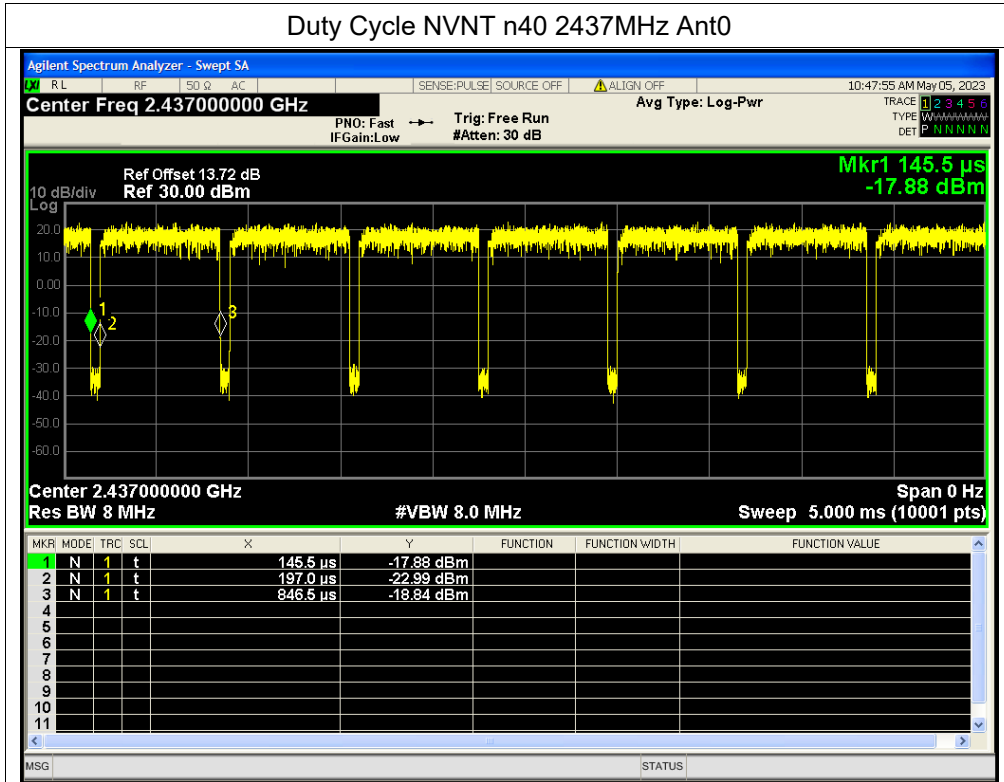 Duty Cycle NVNT n40 2437MHz Ant0
Agilent Spectrum Analyzer - Swept SA
LXI RL RF 50 Ω AC SENSE:PULSE SOURCE OFF ALIGN OFF 10:47:55 AM May 05, 2023
Center Freq 2.437000000 GHz Avg Type: Log-Pwr TRACE 1 2 3 4 5 6
PNO: Fast Trig: Free Run TYPE WWWWWW
IFGain:Low #Atten: 30 dB DET P N N N N N
Mkr1 145.5 µs
Ref Offset 13.72 dB
10 dB/div Ref 30.00 dBm -17.88 dBm
Log
20.0
10.0
0.00
-10.0
1
2
3
-20.0
-30.0
-40.0
-50.0
-60.0
Center 2.437000000 GHz Span 0 Hz
Res BW 8 MHz #VBW 8.0 MHz Sweep 5.000 ms (10001 pts)
MKR MODE TRC SCL X Y FUNCTION FUNCTION WIDTH FUNCTION VALUE
1 N 1 t 145.5 µs -17.88 dBm
2 N 1 t 197.0 µs -22.99 dBm
3 N 1 t 846.5 µs -18.84 dBm
4
5
6
7
8
9
10
11
MSG STATUS